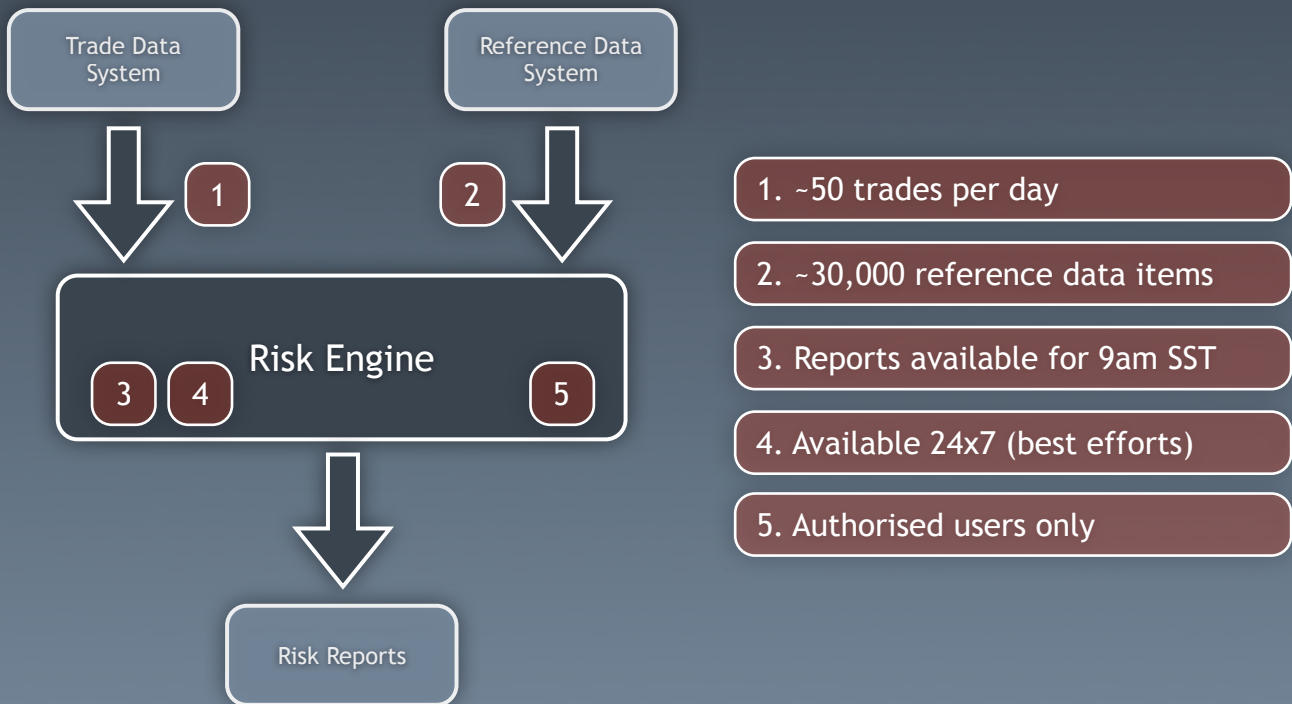 Trade Data
System
Reference Data
System
1
2
Risk Engine
3
4
5
Risk Reports
1. ~50 trades per day
2. ~30,000 reference data items
3. Reports available for 9am SST
4. Available 24x7 (best efforts)
5. Authorised users only